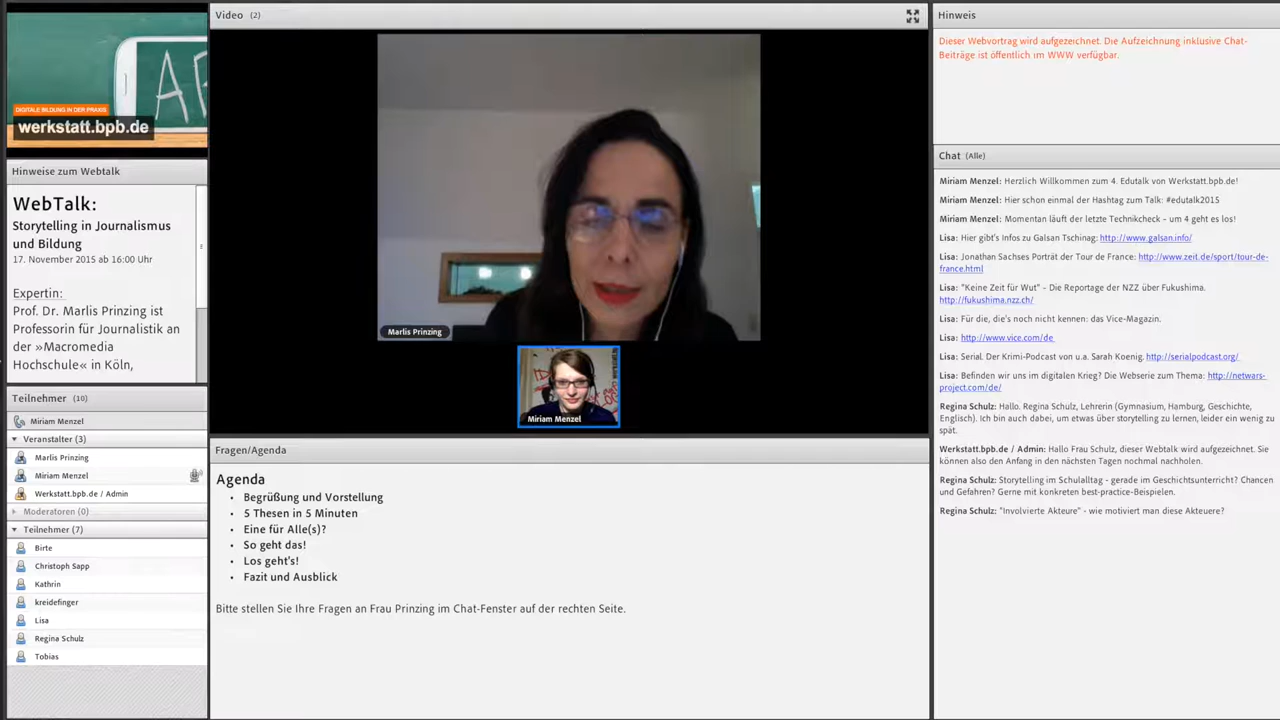 DIGITALE BILDUNG IN DER PRAXIS
werkstatt.bpb.de
Hinweise zum Webtalk
WebTalk:
Storytelling in Journalismus
und Bildung
17. November 2015 ab 16:00 Uhr
Expertin:
Prof. Dr. Marlis Prinzing ist
Professorin für Journalistik an
der »Macromedia
Hochschule« in Köln,
Teilnehmer (10)
Miriam Menzel
Veranstalter (3)
Marlis Prinzing
Miriam Menzel
Werkstatt.bpb.de / Admin
Moderatoren (0)
Teilnehmer (7)
Birte
Christoph Sapp
Kathrin
kreidefinger
Lisa
Regina Schulz
Tobias
Video (2)
Marlis Prinzing
Miriam Menzel
Fragen/Agenda
Agenda
• Begrüßung und Vorstellung
• 5 Thesen in 5 Minuten
• Eine für Alle(s)?
• So geht das!
• Los geht's!
• Fazit und Ausblick
Bitte stellen Sie Ihre Fragen an Frau Prinzing im Chat-Fenster auf der rechten Seite.
Hinweis
Dieser Webvortrag wird aufgezeichnet. Die Aufzeichnung inklusive Chat-
Beiträge ist öffentlich im WWW verfügbar.
Chat (Alle)
Miriam Menzel: Herzlich Willkommen zum 4. Edutalk von Werkstatt.bpb.de!
Miriam Menzel: Hier schon einmal der Hashtag zum Talk: #edutalk2015
Miriam Menzel: Momentan läuft der letzte Technikcheck – um 4 geht es los!
Lisa: Hier gibt's Infos zu Galsan Tschinag: http://www.galsan.info/
Lisa: Jonathan Sachses Porträt der Tour de France: http://www.zeit.de/sport/tour-de-
france.html
Lisa: "Keine Zeit für Wut" – Die Reportage der NZZ über Fukushima.
http://fukushima.nzz.ch/
Lisa: Für die, die's noch nicht kennen: das Vice-Magazin.
Lisa: http://www.vice.com/de
Lisa: Serial. Der Krimi-Podcast von u.a. Sarah Koenig. http://serialpodcast.org/
Lisa: Befinden wir uns im digitalen Krieg? Die Webserie zum Thema: http://netwars-
project.com/de/
Regina Schulz: Hallo. Regina Schulz, Lehrerin (Gymnasium, Hamburg, Geschichte,
Englisch). Ich bin auch dabei, um etwas über storytelling zu lernen, leider ein wenig zu
spät.
Werkstatt.bpb.de / Admin: Hallo Frau Schulz, dieser Webtalk wird aufgezeichnet. Sie
können also den Anfang in den nächsten Tagen nochmal nachholen.
Regina Schulz: Storytelling im Schulalltag - gerade im Geschichtsunterricht? Chancen
und Gefahren? Gerne mit konkreten best-practice-Beispielen.
Regina Schulz: "Involvierte Akteure" - wie motiviert man diese Akteuere?